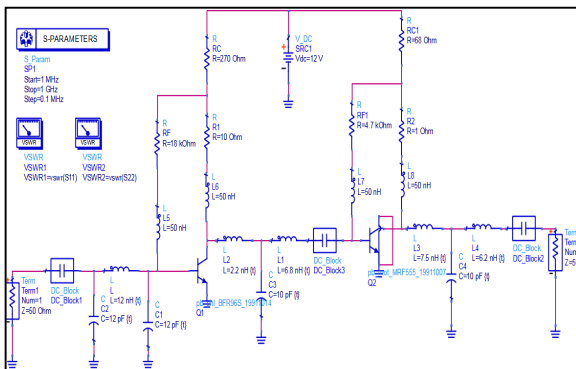 S-PARAMETERS
S_Param
SP1
Start=1 MHz
Stop=1 GHz
Step=0.1 MHz
VSWR
VSWR
VSWR
VSWR1
VSWR1=vswr(S11)
VSWR
VSWR2
VSWR2=vswr(S22)
R
RC
R=270 Ohm
V_DC
SRC1
Vdc=12 V
R
RC1
R=68 Ohm
R
RF
R=18 kOhm
R
R1
R=10 Ohm
R
RF1
R=4.7 kOhm
R
R2
R=1 Ohm
L
L5
L=50 nH
L
L6
L=50 nH
L
L7
L=50 nH
L
L8
L=50 nH
Term
Term1
Num=1
Z=50 Ohm
DC_Block
DC_Block1
C
C2
C=12 pF {t}
L
L
L=12 nH {t}
C
C1
C=12 pF {t}
Q1
L
L2
L=2.2 nH {t}
C
C3
C=10 pF {t}
L
L1
L=6.8 nH {t}
DC_Block
DC_Block3
Q2
L
L3
L=7.5 nH {t}
C
C4
C=10 pF {t}
L
L4
L=6.2 nH {t}
DC_Block
DC_Block2
Term